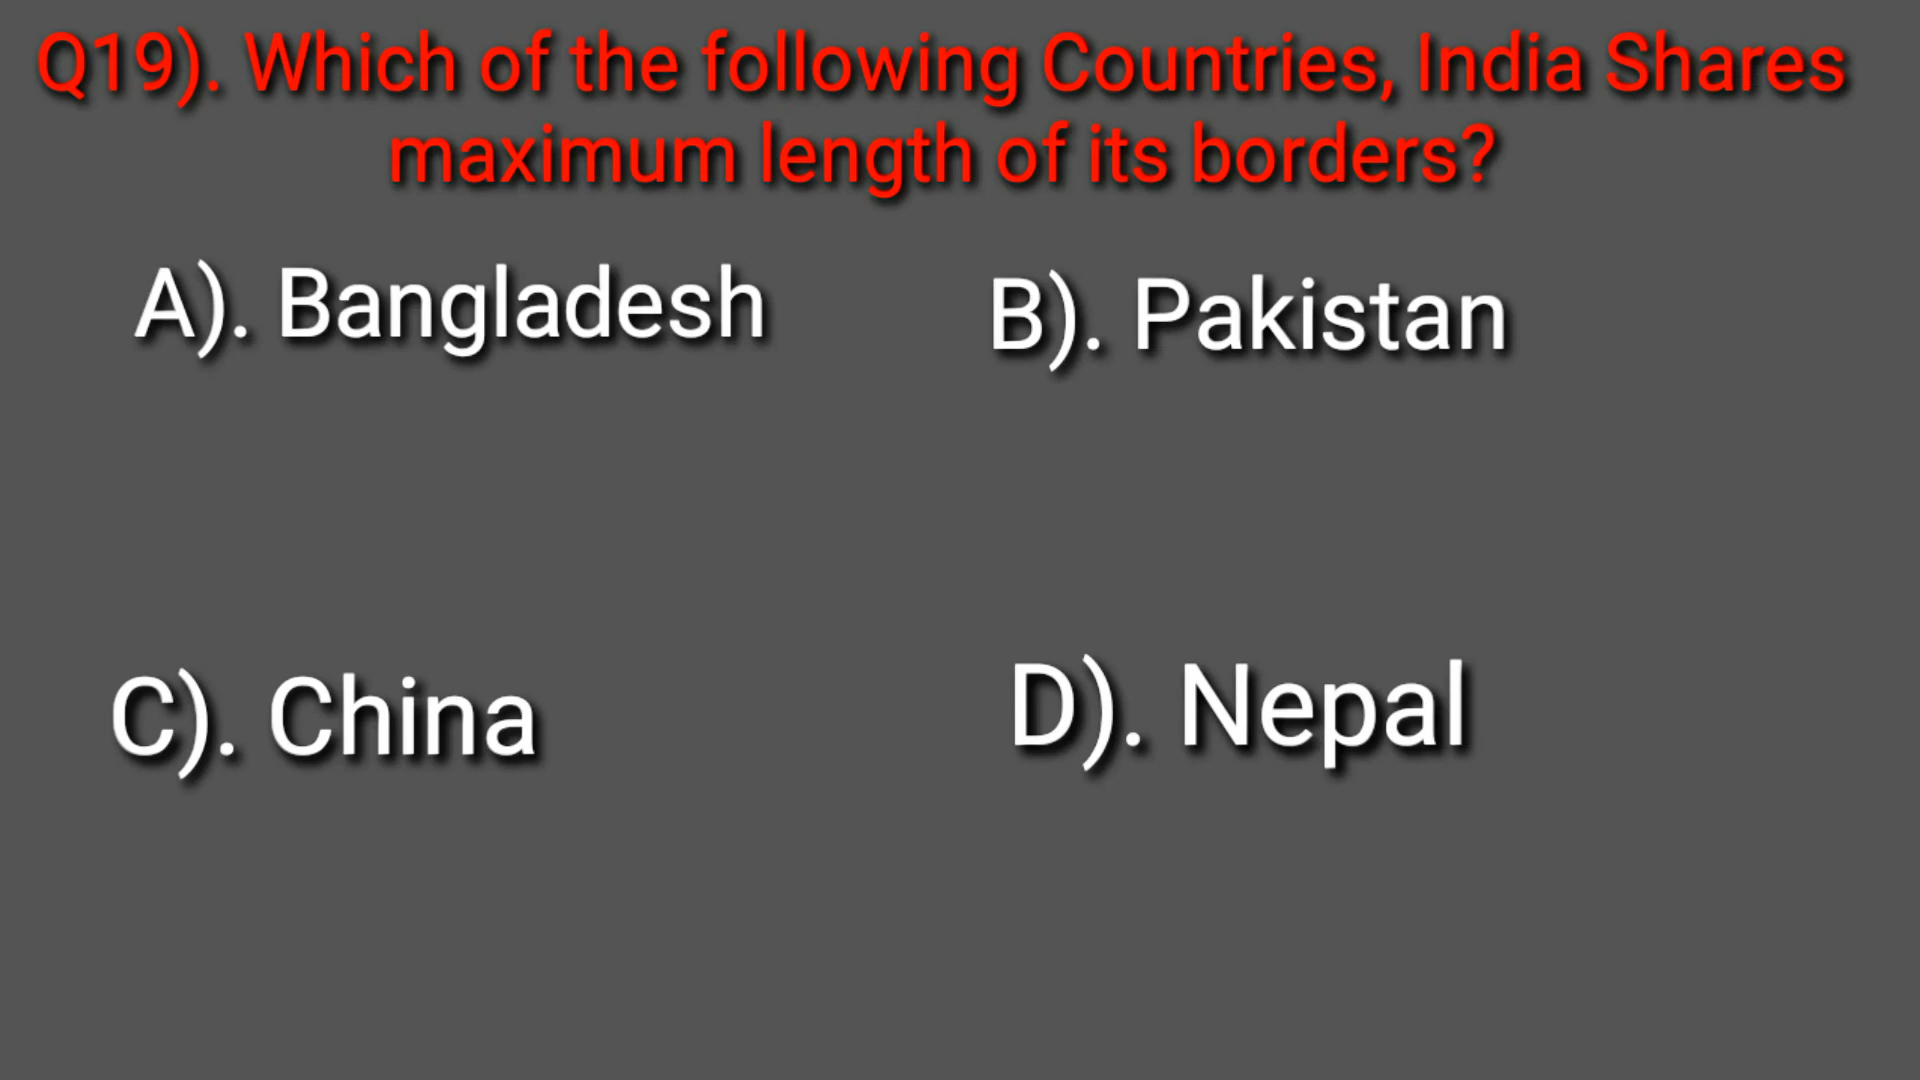 Q19). Which of the following Countries, India Shares
maximum length of its borders?
A). Bangladesh
B). Pakistan
C). China
D). Nepal